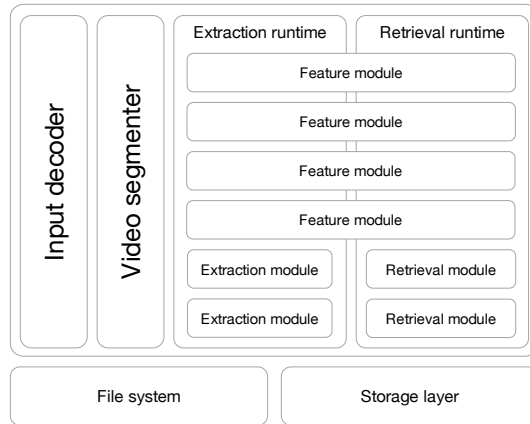 Input decoder
Video segmenter
Extraction runtime
Retrieval runtime
Feature module
Feature module
Feature module
Feature module
Extraction module
Retrieval module
Extraction module
Retrieval module
File system
Storage layer